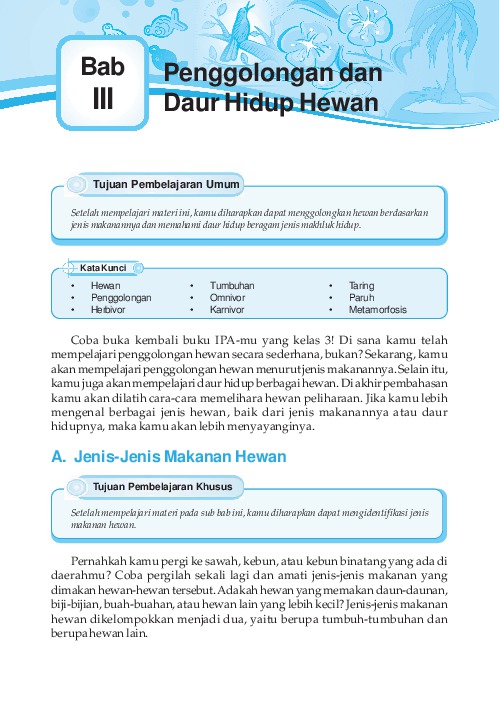 Bab
III
Penggolongan dan
Daur Hidup Hewan
Tujuan Pembelajaran Umum
Setelah mempelajari materi ini, kamu diharapkan dapat menggolongkan hewan berdasarkan
jenis makanannya dan memahami daur hidup beragam jenis makhluk hidup.
Kata Kunci
• Hewan • Tumbuhan • Taring
• Penggolongan • Omnivor • Paruh
• Herbivor • Karnivor • Metamorfosis
Coba buka kembali buku IPA-mu yang kelas 3! Di sana kamu telah
mempelajari penggolongan hewan secara sederhana, bukan? Sekarang, kamu
akan mempelajari penggolongan hewan menurut jenis makanannya. Selain itu,
kamu juga akan mempelajari daur hidup berbagai hewan. Di akhir pembahasan
kamu akan dilatih cara-cara memelihara hewan peliharaan. Jika kamu lebih
mengenal berbagai jenis hewan, baik dari jenis makanannya atau daur
hidupnya, maka kamu akan lebih menyayanginya.
A. Jenis-Jenis Makanan Hewan
Tujuan Pembelajaran Khusus
Setelah mempelajari materi pada sub bab ini, kamu diharapkan dapat mengidentifikasi jenis
makanan hewan.
Pernahkah kamu pergi ke sawah, kebun, atau kebun binatang yang ada di
daerahmu? Coba pergilah sekali lagi dan amati jenis-jenis makanan yang
dimakan hewan-hewan tersebut. Adakah hewan yang memakan daun-daunan,
biji-bijian, buah-buahan, atau hewan lain yang lebih kecil? Jenis-jenis makanan
hewan dikelompokkan menjadi dua, yaitu berupa tumbuh-tumbuhan dan
berupa hewan lain.